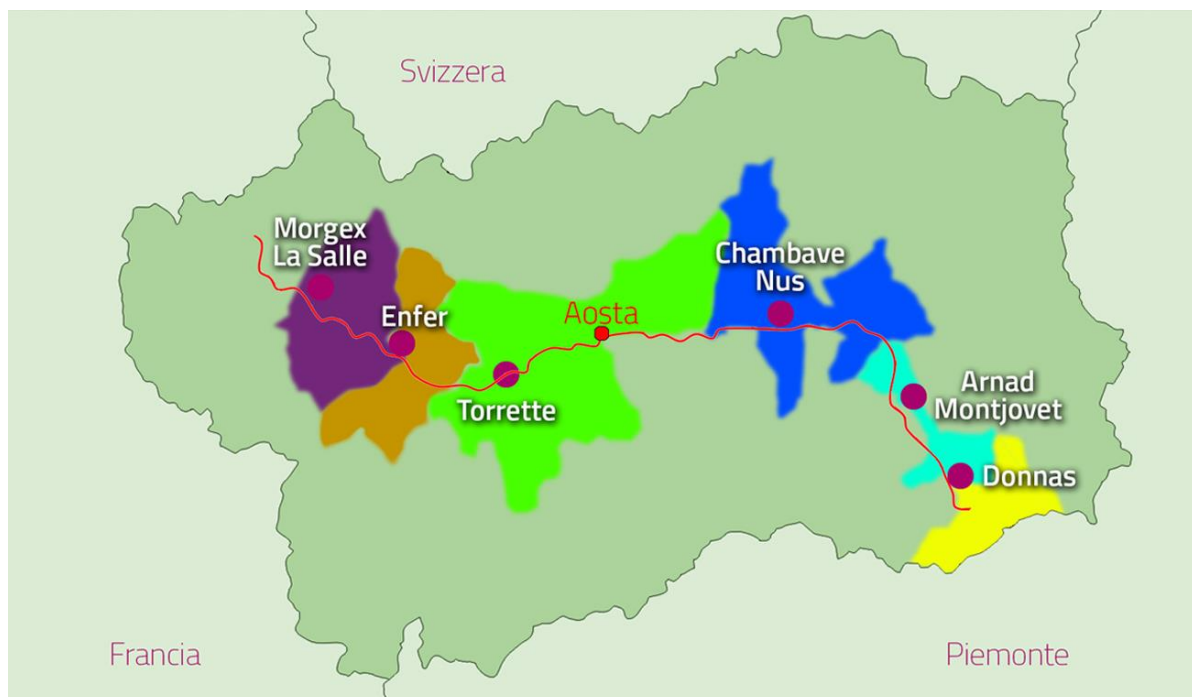 Svizzera
Morgex
La Salle
Enfer
Torrette
Aosta
Chambave
Nus
Arnad
Montjovet
Donnas
Francia
Piemonte